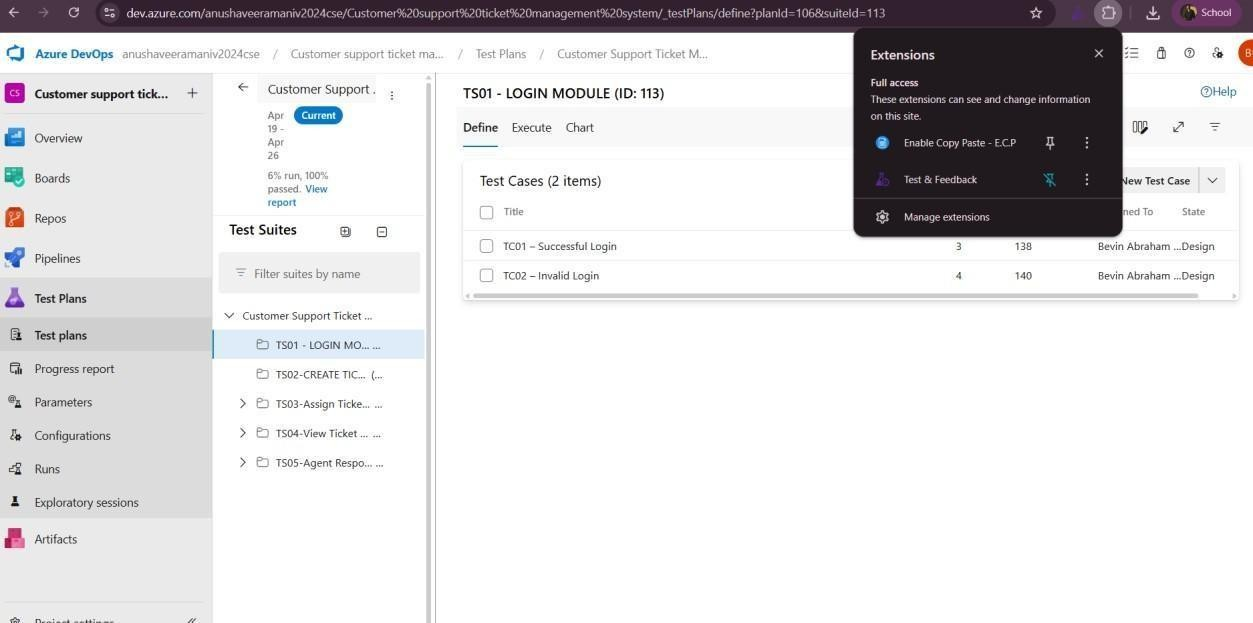 dev.azure.com/anushaveeramaniv2024cse/Customer%20support%20ticket%20management%20system/_testPlans/define?planId=106&suiteId=113
School
Azure DevOps
anushaveeramaniv2024cse / Customer support ticket ma... / Test Plans / Customer Support Ticket M...
B
CS
Customer support tick...
Overview
Boards
Repos
Pipelines
Test Plans
Test plans
Progress report
Parameters
Configurations
Runs
Exploratory sessions
Artifacts
Project settings
Customer Support .
Apr
19 -
Apr
26
Current
6% run, 100%
passed. View
report
Test Suites
Filter suites by name
Customer Support Ticket ...
TS01 - LOGIN MO... ...
TS02-CREATE TIC... (...
TS03-Assign Ticke... ...
TS04-View Ticket ... ...
TS05-Agent Respo... ...
TS01 - LOGIN MODULE (ID: 113)
Help
Define Execute Chart
Test Cases (2 items)
New Test Case
Title
ned To
State
TC01 – Successful Login 3 138 Bevin Abraham ... Design
TC02 – Invalid Login 4 140 Bevin Abraham ... Design
Extensions
Full access
These extensions can see and change information
on this site.
Enable Copy Paste - E.C.P
Test & Feedback
Manage extensions